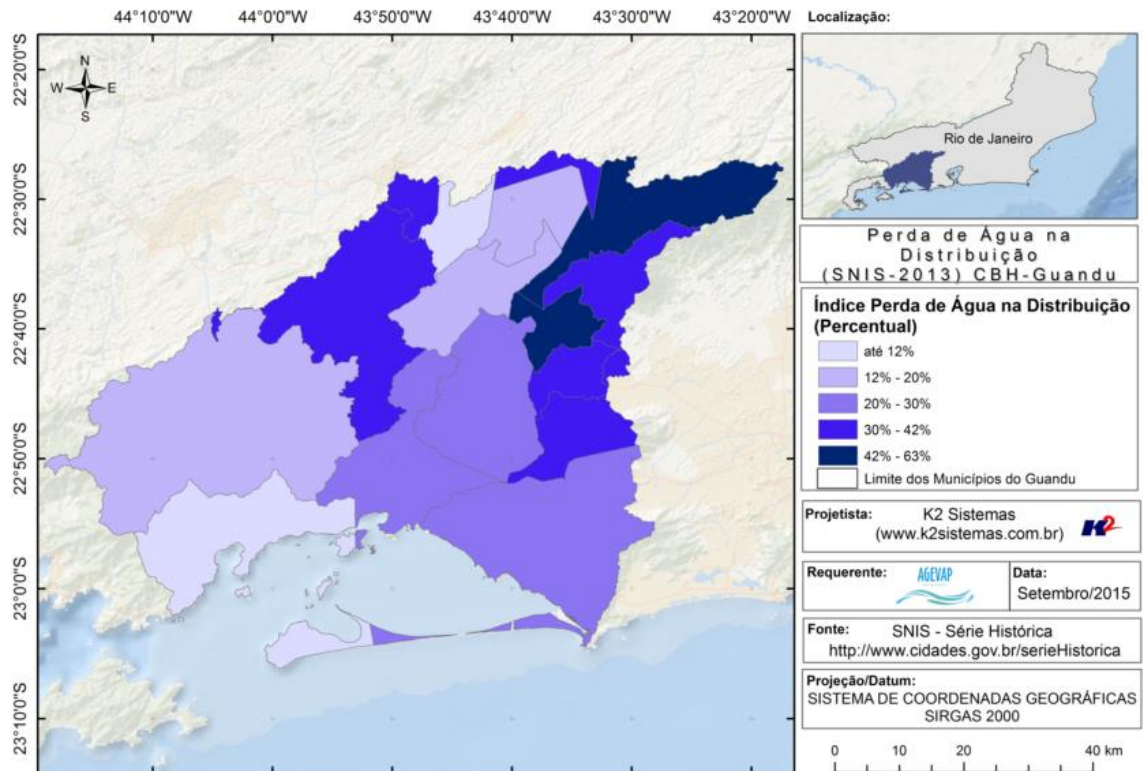 44°10'0"W 44°0'0"W 43°50'0"W 43°40'0"W 43°30'0"W 43°20'0"W
22°20'0"S
22°30'0"S
22°40'0"S
22°50'0"S
23°0'0"S
23°10'0"S
N
W E
S
Localização:
Rio de Janeiro
Perda de Água na
Distribuição
(SNIS-2013) CBH-Guandu
Índice Perda de Água na Distribuição
(Percentual)
até 12%
12% - 20%
20% - 30%
30% - 42%
42% - 63%
Limite dos Municípios do Guandu
Projetista: K2 Sistemas
(www.k2sistemas.com.br) K2
Requerente: AGEVAP
Data:
Setembro/2015
Fonte: SNIS - Série Histórica
http://www.cidades.gov.br/serieHistorica
Projeção/Datum:
SISTEMA DE COORDENADAS GEOGRÁFICAS
SIRGAS 2000
0 10 20 40 km